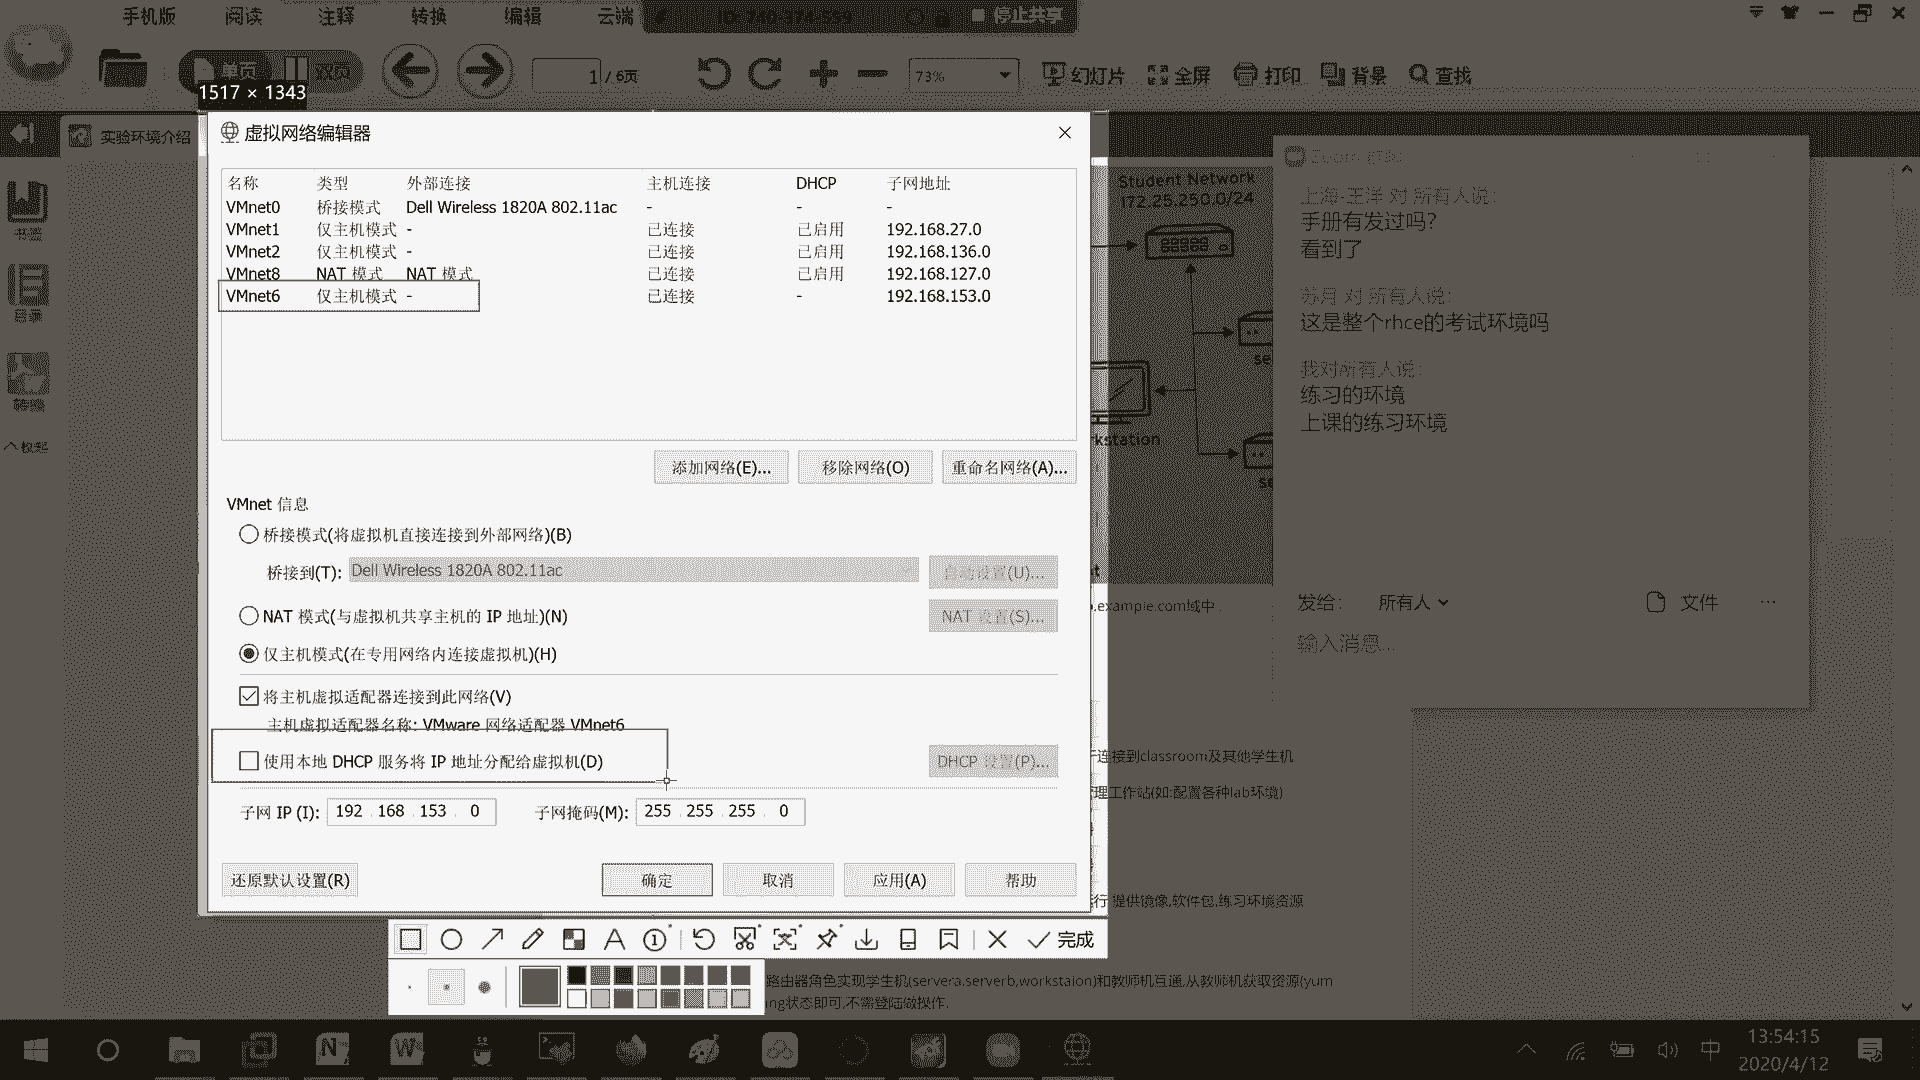 手机版 阅读 注释 转换 编辑 云端 ID: 740-374-559 停止共享
单页 双页 1 / 6页 73% 幻灯片 全屏 打印 背景 查找
1517 × 1343
实验环境介绍
书签
目录
虚拟网络编辑器
名称 类型 外部连接 主机连接 DHCP 子网地址
VMnet0 桥接模式 Dell Wireless 1820A 802.11ac - - -
VMnet1 仅主机模式 - 已连接 已启用 192.168.27.0
VMnet2 仅主机模式 - 已连接 已启用 192.168.136.0
VMnet8 NAT 模式 NAT 模式 已连接 已启用 192.168.127.0
VMnet6 仅主机模式 - 已连接 - 192.168.153.0
添加网络(E)... 移除网络(O) 重命名网络(A)...
VMnet 信息
桥接模式(将虚拟机直接连接到外部网络)(B)
桥接到(T): Dell Wireless 1820A 802.11ac 自动设置(U)...
NAT 模式(与虚拟机共享主机的 IP 地址)(N) NAT 设置(S)...
仅主机模式(在专用网络内连接虚拟机)(H)
将主机虚拟适配器连接到此网络(V)
主机虚拟适配器名称: VMware 网络适配器 VMnet6
使用本地 DHCP 服务将 IP 地址分配给虚拟机(D) DHCP 设置(P)...
子网 IP (I): 192 . 168 . 153 . 0 子网掩码(M): 255 . 255 . 255 . 0
还原默认设置(R) 确定 取消 应用(A) 帮助
完成
Student Network
172.25.250.0/24
kstation
se
se
.example.com域中
连接到classroom及其他学生机
理工作站(如:配置各种lab环境)
行 提供镜像,软件包,练习环境资源
路由器角色实现学生机(servera.serverb,workstaion)和教师机互通,从教师机获取资源(yum
ng状态即可,不需登陆做操作.
上海-王洋 对 所有人说:
手册有发过吗?
看到了
苏月 对 所有人说:
这是整个rhce的考试环境吗
我对所有人说:
练习的环境
上课的练习环境
发给: 所有人 文件 ...
输入消息...
中 13:54:15
2020/4/12